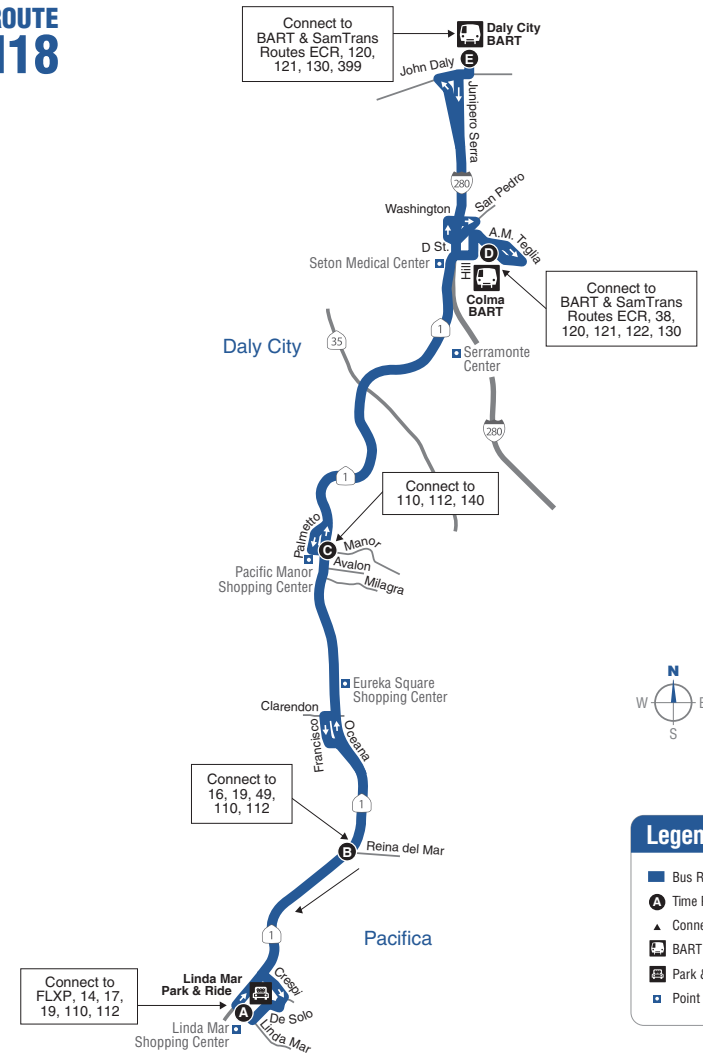 ROUTE
118
Connect to
BART & SamTrans
Routes ECR, 120,
121, 130, 399
Daly City
BART
E
John Daly
Junipero Serra
280
San Pedro
Washington
A.M. Teglia
D St.
D
Hill
Seton Medical Center
Colma
BART
Connect to
BART & SamTrans
Routes ECR, 38,
120, 121, 122, 130
1
35
Daly City
Serramonte
Center
280
1
Connect to
110, 112, 140
Palmetto
C
Manor
Avalon
Milagra
Pacific Manor
Shopping Center
Eureka Square
Shopping Center
N
W
E
S
Clarendon
Francisco
Oceana
Connect to
16, 19, 49,
110, 112
1
B
Reina del Mar
1
Pacifica
Linda Mar
Park & Ride
Crespi
Connect to
FLXP, 14, 17,
19, 110, 112
A
De Solo
Linda Mar
Linda Mar
Shopping Center
Legen
Bus R
A
Time
Conne
BART
Park &
Point